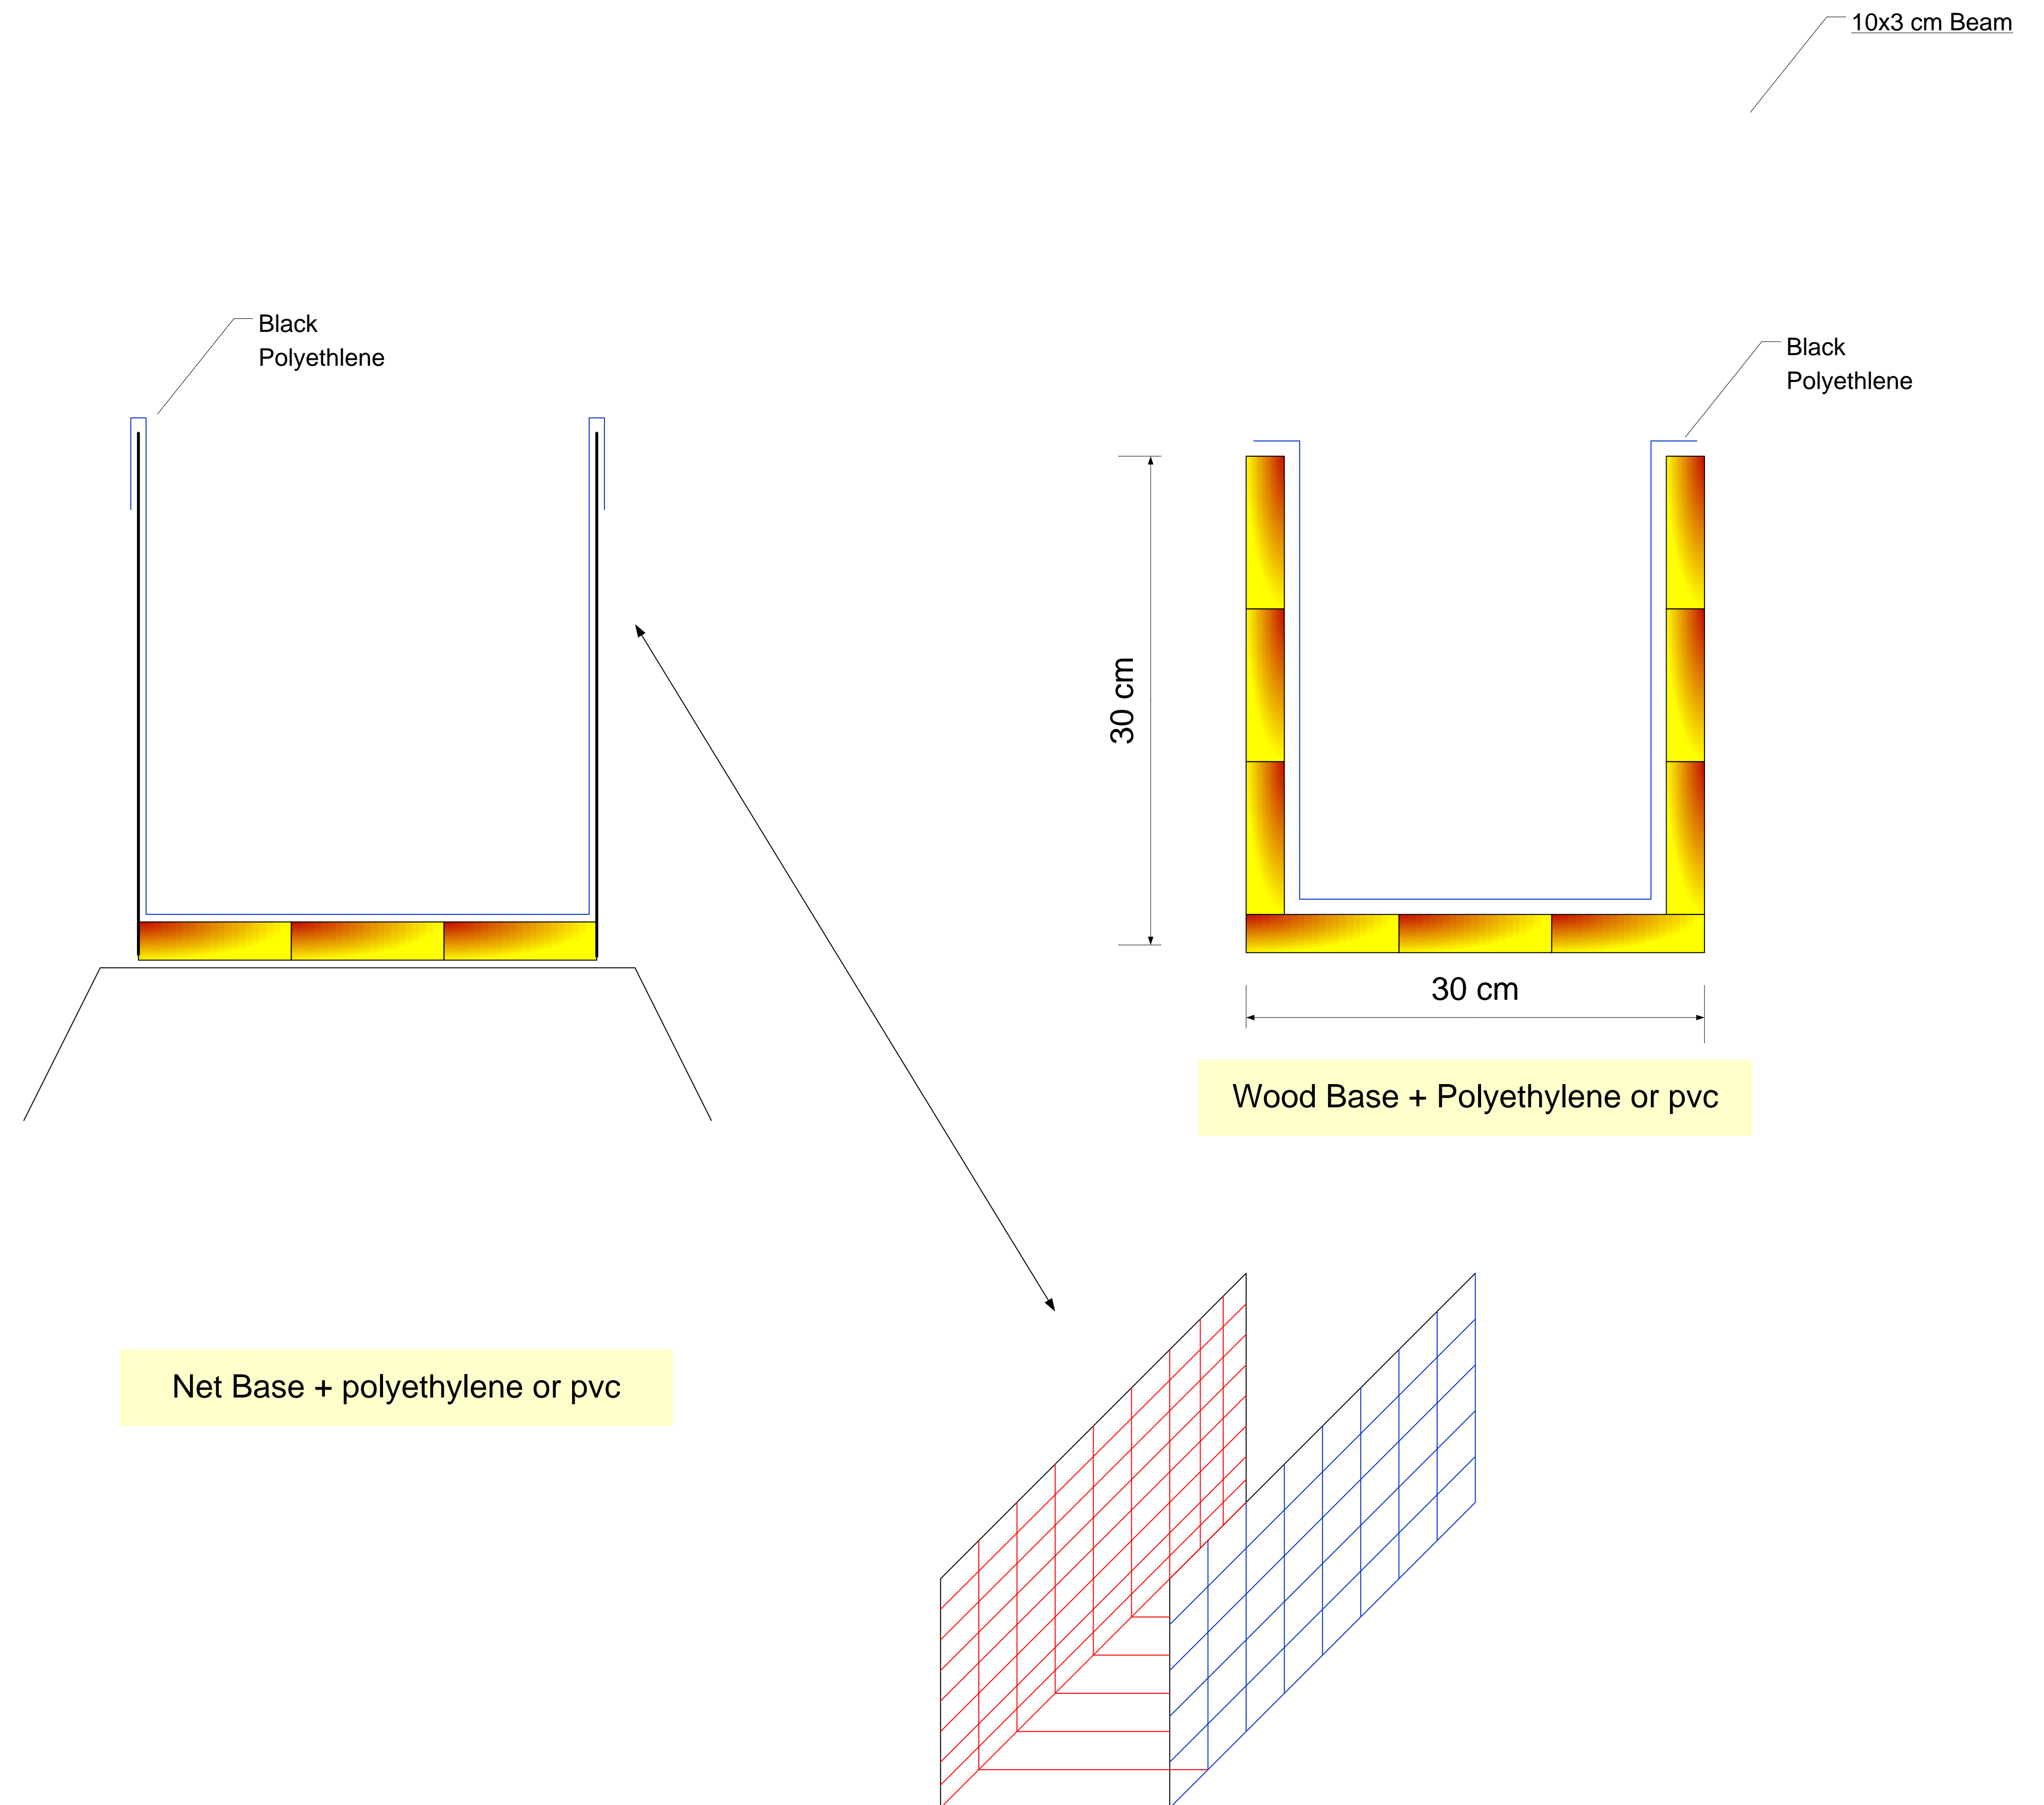 10x3 cm Beam
Black
Polyethlene
Black
Polyethlene
30 cm
30 cm
Wood Base + Polyethylene or pvc
Net Base + polyethylene or pvc